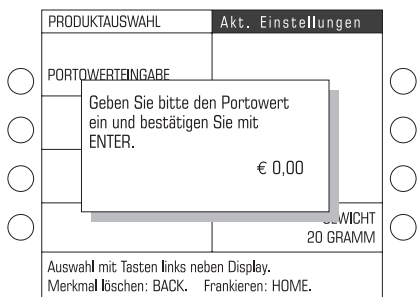 PRODUKTAUSWAHL
Akt. Einstellungen
PORTOWERTEINGABE
Geben Sie bitte den Portowert
ein und bestätigen Sie mit
ENTER.
€ 0,00
GEWICHT
20 GRAMM
Auswahl mit Tasten links neben Display.
Merkmal löschen: BACK. Frankieren: HOME.